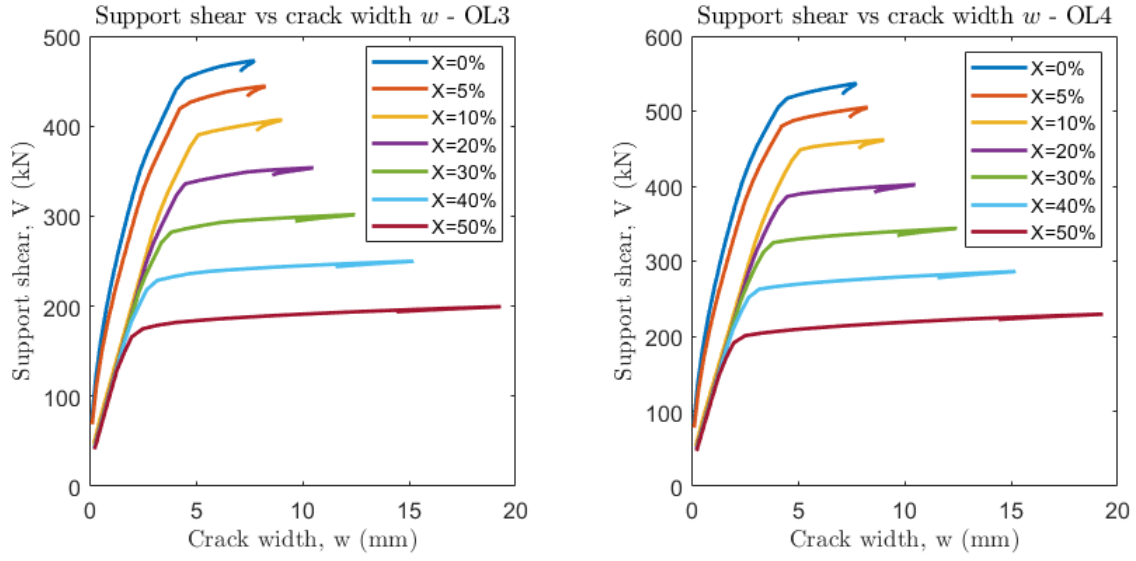 Support shear vs crack width w - OL3
Support shear, V (kN)
500
400
300
200
100
0
X=0%
X=5%
X=10%
X=20%
X=30%
X=40%
X=50%
0 5 10 15 20
Crack width, w (mm)
Support shear vs crack width w - OL4
Support shear, V (kN)
600
500
400
300
200
100
0
X=0%
X=5%
X=10%
X=20%
X=30%
X=40%
X=50%
0 5 10 15 20
Crack width, w (mm)